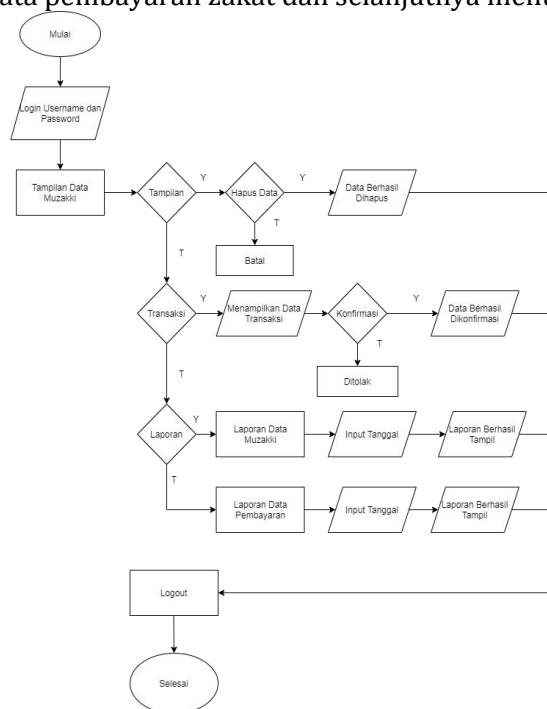 ata pembayaran zakat dan selanjutnya
Mulai
Login Username dan
Password
Tampilan Data
Muzakki
Tampilan
Y
Hapus Data
Y
Data Berhasil
Dihapus
T
Batal
T
Transaksi
Y
Menampilkan Data
Transaksi
Konfirmasi
Y
Data Berhasil
Dikonfirmasi
T
Ditolak
T
Laporan
Y
Laporan Data
Muzakki
Input Tanggal
Laporan Berhasil
Tampil
T
Laporan Data
Pembayaran
Input Tanggal
Laporan Berhasil
Tampil
Logout
Selesai